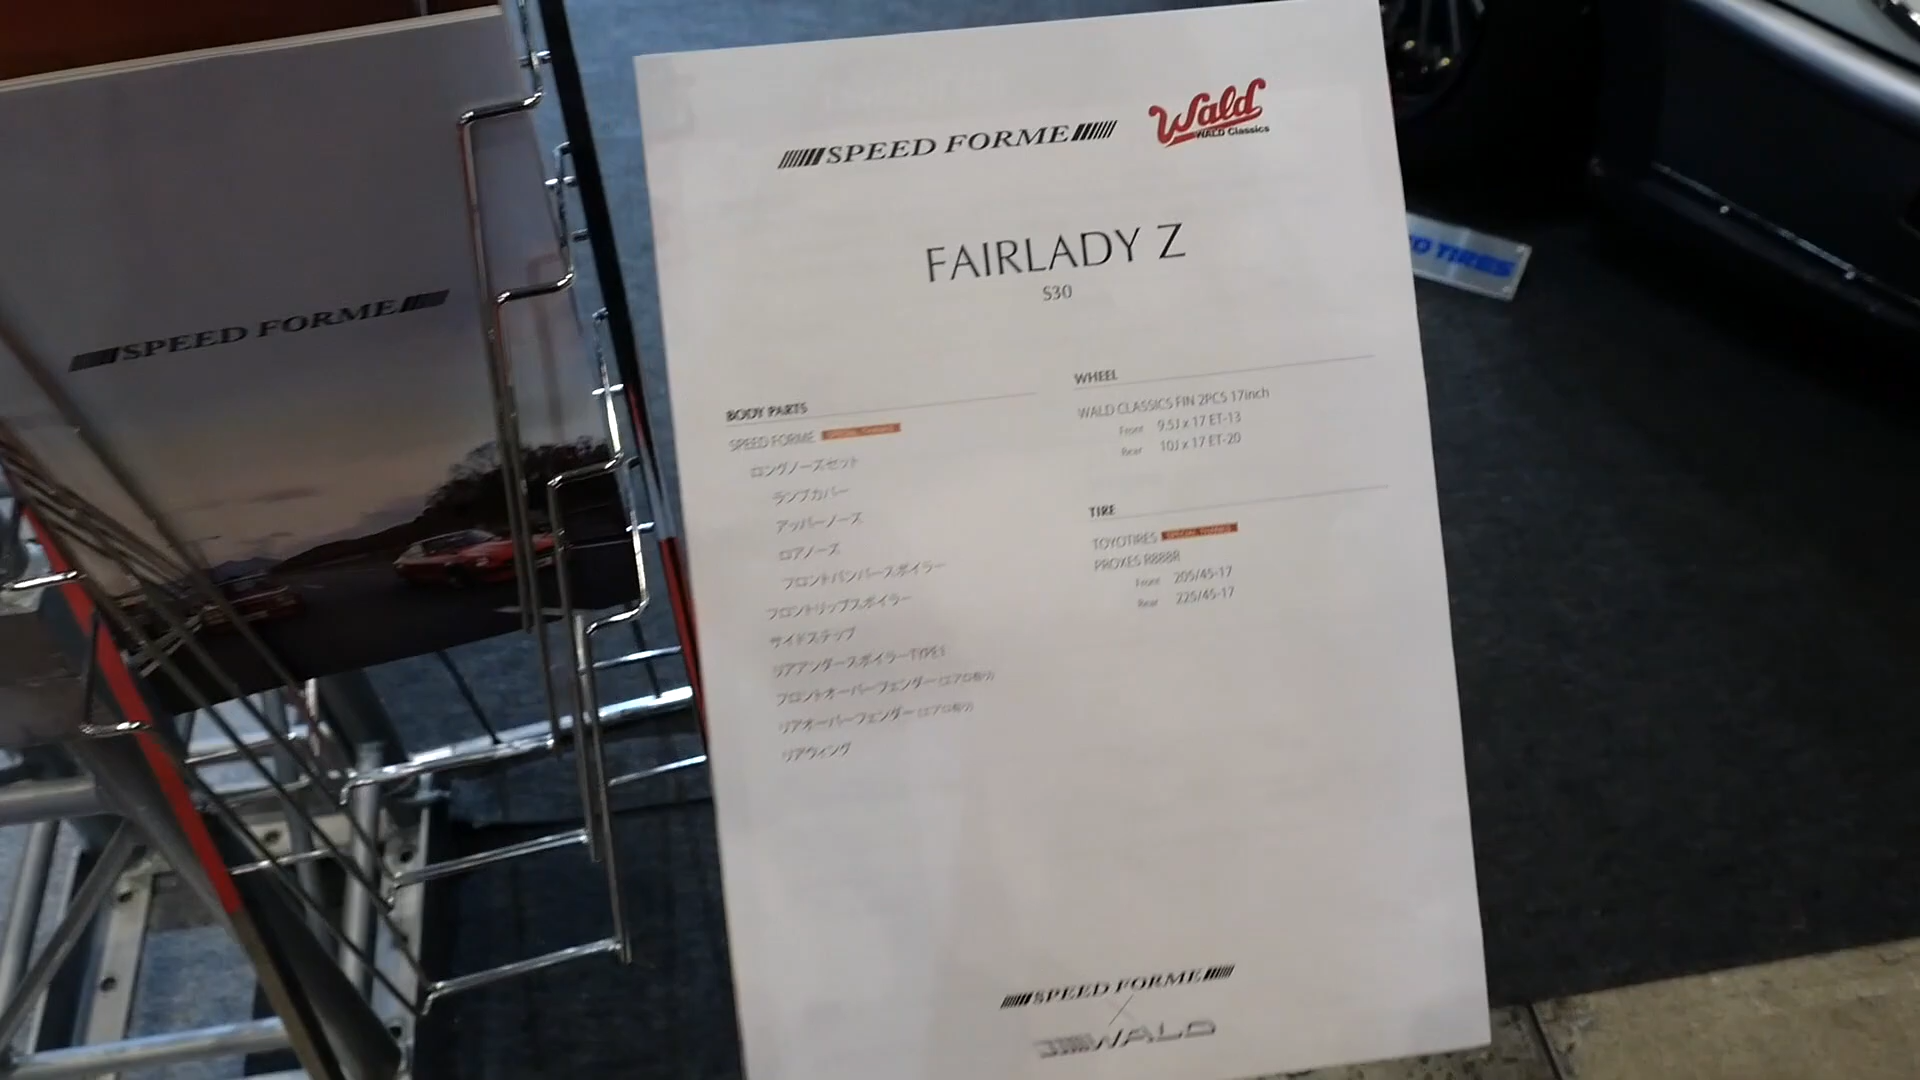 SPEED FORME
SPEED FORME
Wald
WALD Classics
FAIRLADY Z
S30
BODY PARTS
SPEED FORME SPECIAL THANKS
ロングノーズセット
ランプカバー
アッパーノーズ
ロアノーズ
フロントバンパースポイラー
フロントリップスポイラー
サイドステップ
リアアンダースポイラーTYPE1
フロントオーバーフェンダー
リアオーバーフェンダー
リアウィング
WHEEL
WALD CLASSICS FIN 2PCS 17inch
Front 9.5J x 17 ET-13
Rear 10J x 17 ET-20
TIRE
TOYOTIRES SPECIAL THANKS
PROXES R888R
Front 205/45-17
Rear 225/45-17
SPEED FORME
WALD
TIRES